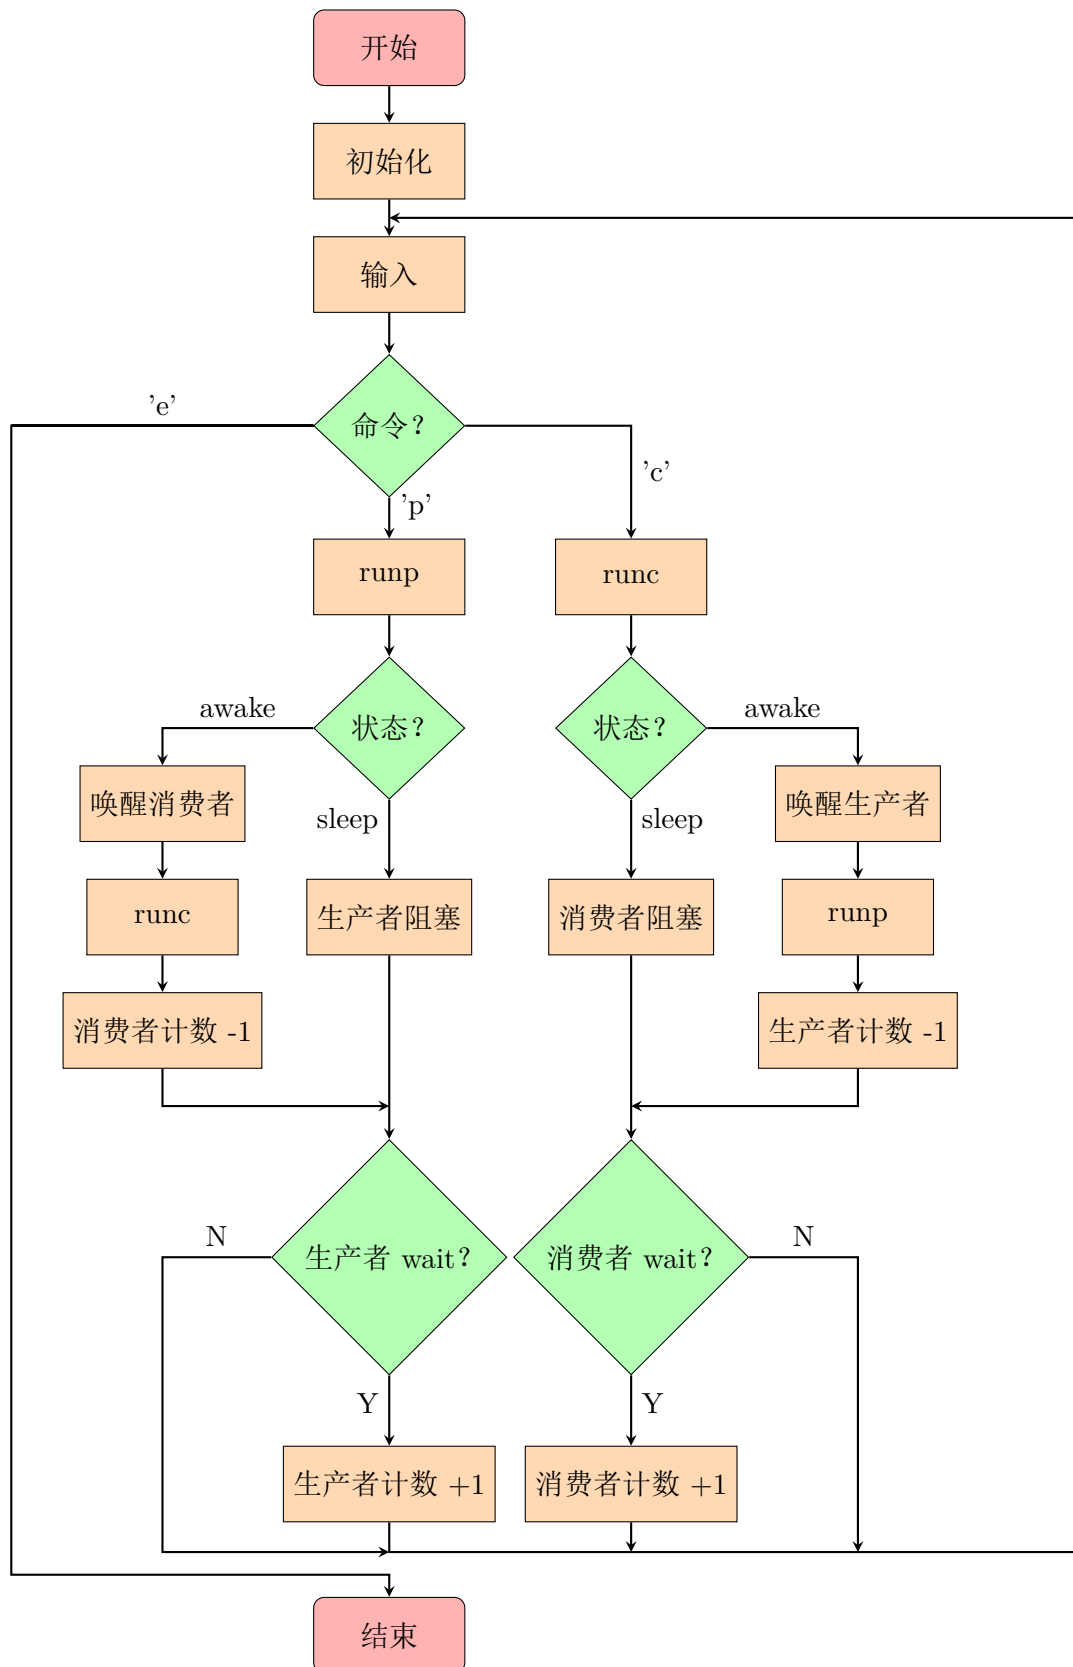 开始
初始化
输入
'e'
命令?
'c'
'p'
runp
runc
awake
状态?
状态?
awake
唤醒消费者
sleep
sleep
唤醒生产者
runc
生产者阻塞
消费者阻塞
runp
消费者计数 -1
生产者计数 -1
N
生产者 wait?
消费者 wait?
N
Y
Y
生产者计数 +1
消费者计数 +1
结束